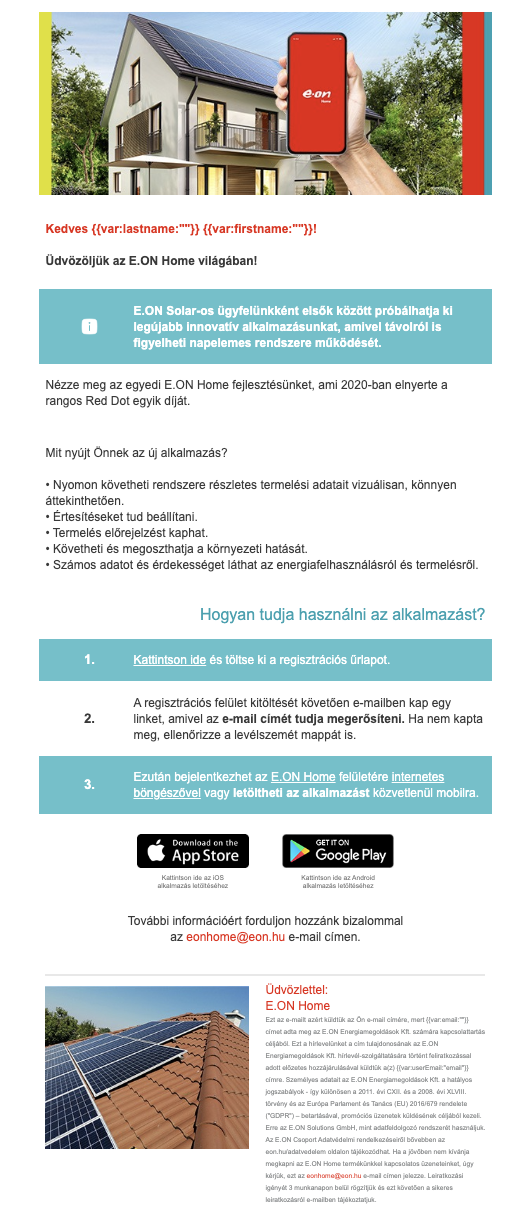 e·on
Home
Kedves {{var:lastname:""}} {{var:firstname:""}}!
Üdvözöljük az E.ON Home világában!
E.ON Solar-os ügyfelünkként elsők között próbálhatja ki
legújabb innovatív alkalmazásunkat, amivel távolról is
figyelheti napelemes rendszere működését.
Nézze meg az egyedi E.ON Home fejlesztésünket, ami 2020-ban elnyerte a
rangos Red Dot egyik díját.
Mit nyújt Önnek az új alkalmazás?
• Nyomon követheti rendszere részletes termelési adatait vizuálisan, könnyen
áttekinthetően.
• Értesítéseket tud beállítani.
• Termelés előrejelzést kaphat.
• Követheti és megoszthatja a környezeti hatását.
• Számos adatot és érdekességet láthat az energiafelhasználásról és termelésről.
Hogyan tudja használni az alkalmazást?
1. Kattintson ide és töltse ki a regisztrációs űrlapot.
A regisztrációs felület kitöltését követően e-mailben kap egy
2. linket, amivel az e-mail címét tudja megerősíteni. Ha nem kapta
meg, ellenőrizze a levélszemét mappát is.
3. Ezután bejelentkezhet az E.ON Home felületére internetes
böngészővel vagy letöltheti az alkalmazást közvetlenül mobilra.
Download on the
App Store
GET IT ON
Google Play
Kattintson ide az iOS
alkalmazás letöltéséhez
Kattintson ide az Android
alkalmazás letöltéséhez
További információért forduljon hozzánk bizalommal
az eonhome@eon.hu e-mail címen.
Üdvözlettel:
E.ON Home
Ezt az e-mailt azért küldtük az Ön e-mail címére, mert {{var:email:""}}
címet adta meg az E.ON Energiamegoldások Kft. számára kapcsolattartás
céljából. Ezt a hírlevelünket a cím tulajdonosának az E.ON
Energiamegoldások Kft. hírlevél-szolgáltatására történt feliratkozással
adott előzetes hozzájárulásával küldtük a(z) {{var:userEmail:"email"}}
címre. Személyes adatait az E.ON Energiamegoldások Kft. a hatályos
jogszabályok - így különösen a 2011. évi CXII. és a 2008. évi XLVIII.
törvény és az Európa Parlament és Tanács (EU) 2016/679 rendelete
("GDPR") – betartásával, promóciós üzenetek küldésének céljából kezeli.
Erre az E.ON Solutions GmbH, mint adatfeldolgozó rendszerét használjuk.
Az E.ON Csoport Adatvédelmi rendelkezéseiről bővebben az
eon.hu/adatvedelem oldalon tájékozódhat. Ha a jövőben nem kívánja
megkapni az E.ON Home termékünkkel kapcsolatos üzeneteinket, úgy
kérjük, ezt az eonhome@eon.hu e-mail címen jelezze. Leiratkozási
igényét 3 munkanapon belül rögzítjük és ezt követően a sikeres
leiratkozásról e-mailben tájékoztatjuk.